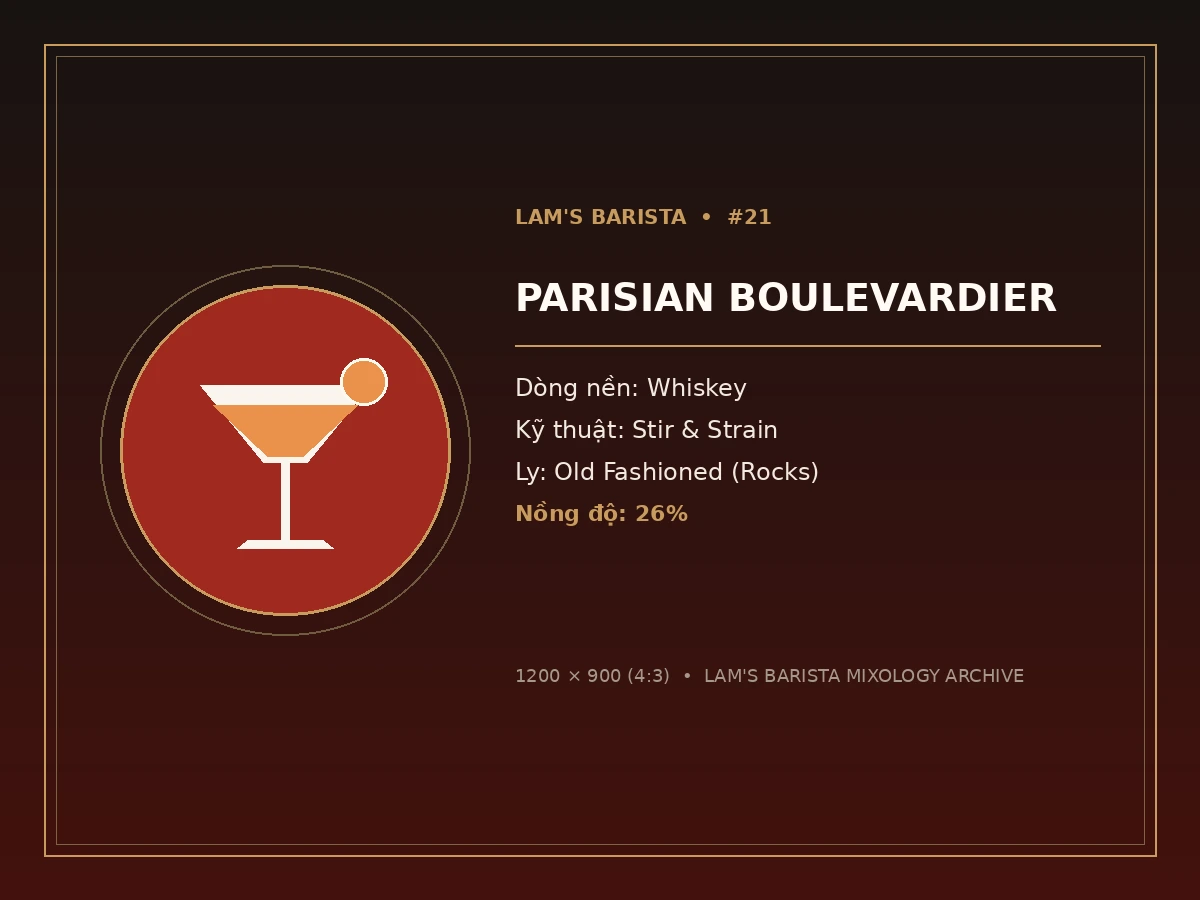 LAM'S BARISTA • #21
PARISIAN BOULEVARDIER
Dòng nền: Whiskey
Kỹ thuật: Stir & Strain
Ly: Old Fashioned (Rocks)
Nồng độ: 26%
1200 × 900 (4:3) • LAM'S BARISTA MIXOLOGY ARCHIVE